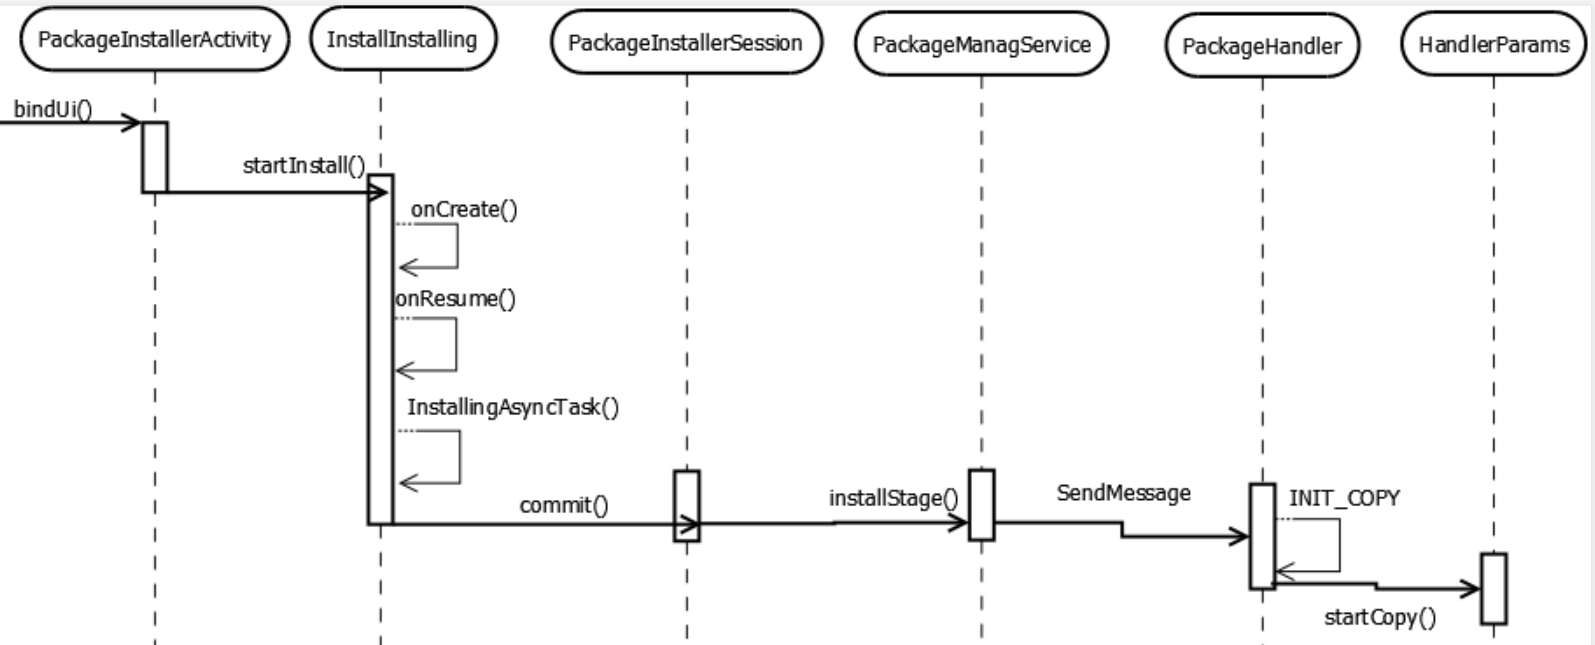 PackageInstallerActivity
InstallInstalling
PackageInstallerSession
PackageManagService
PackageHandler
HandlerParams
bindUi()
startInstall()
onCreate()
onResume()
InstallingAsyncTask()
commit()
installStage()
SendMessage
INIT_COPY
startCopy()